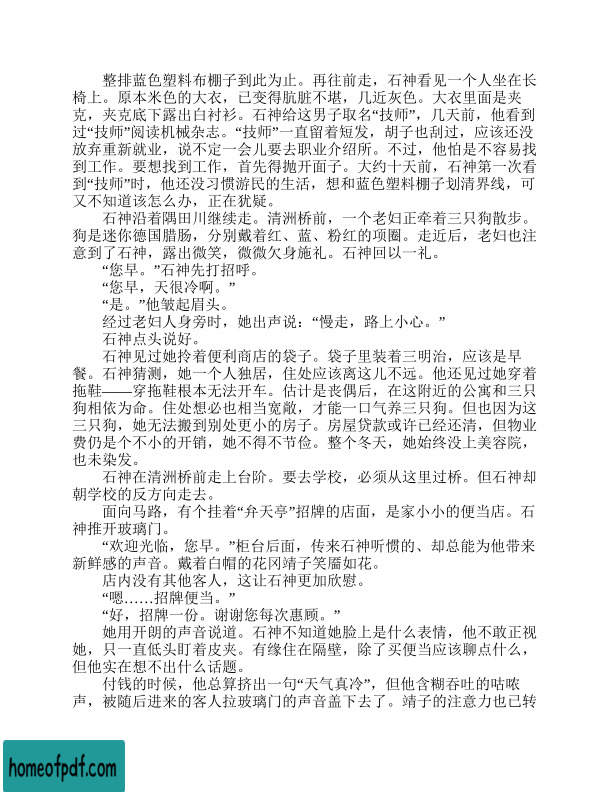 整排蓝色塑料布棚子到此为止。再往前走，石神看见一个人坐在长
椅上。原本米色的大衣，已变得肮脏不堪，几近灰色。大衣里面是夹
克，夹克底下露出白衬衫。石神给这男子取名“技师”，几天前，他看到
过“技师”阅读机械杂志。“技师”一直留着短发，胡子也刮过，应该还没
放弃重新就业，说不定一会儿要去职业介绍所。不过，他怕是不容易找
到工作。要想找到工作，首先得抛开面子。大约十天前，石神第一次看
到“技师”时，他还没习惯游民的生活，想和蓝色塑料棚子划清界线，可
又不知道该怎么办，正在犹疑。
石神沿着隅田川继续走。清洲桥前，一个老妇正牵着三只狗散步。
狗是迷你德国腊肠，分别戴着红、蓝、粉红的项圈。走近后，老妇也注
意到了石神，露出微笑，微微欠身施礼。石神回以一礼。
“您早。”石神先打招呼。
“您早，天很冷啊。”
“是。”他皱起眉头。
经过老妇人身旁时，她出声说：“慢走，路上小心。”
石神点头说好。
石神见过她拎着便利商店的袋子。袋子里装着三明治，应该是早
餐。石神猜测，她一个人独居，住处应该离这儿不远。他还见过她穿着
拖鞋——穿拖鞋根本无法开车。估计是丧偶后，在这附近的公寓和三只
狗相依为命。住处想必也相当宽敞，才能一口气养三只狗。但也因为这
三只狗，她无法搬到别处更小的房子。房屋贷款或许已经还清，但物业
费仍是个不小的开销，她不得不节俭。整个冬天，她始终没上美容院，
也未染发。
石神在清洲桥前走上台阶。要去学校，必须从这里过桥。但石神却
朝学校的反方向走去。
面向马路，有个挂着“弁天亭”招牌的店面，是家小小的便当店。石
神推开玻璃门。
“欢迎光临，您早。”柜台后面，传来石神听惯的、却总能为他带来
新鲜感的声音。戴着白帽的花冈靖子笑靥如花。
店内没有其他客人，这让石神更加欣慰。
“嗯……招牌便当。”
“好，招牌一份。谢谢您每次惠顾。”
她用开朗的声音说道。石神不知道她脸上是什么表情，他不敢正视
她，只一直低头盯着皮夹。有缘住在隔壁，除了买便当应该聊点什么，
但他实在想不出什么话题。
付钱的时候，他总算挤出一句“天气真冷”，但他含糊吞吐的咕哝
声，被随后进来的客人拉玻璃门的声音盖下去了。靖子的注意力也已转
homeofpdf.com